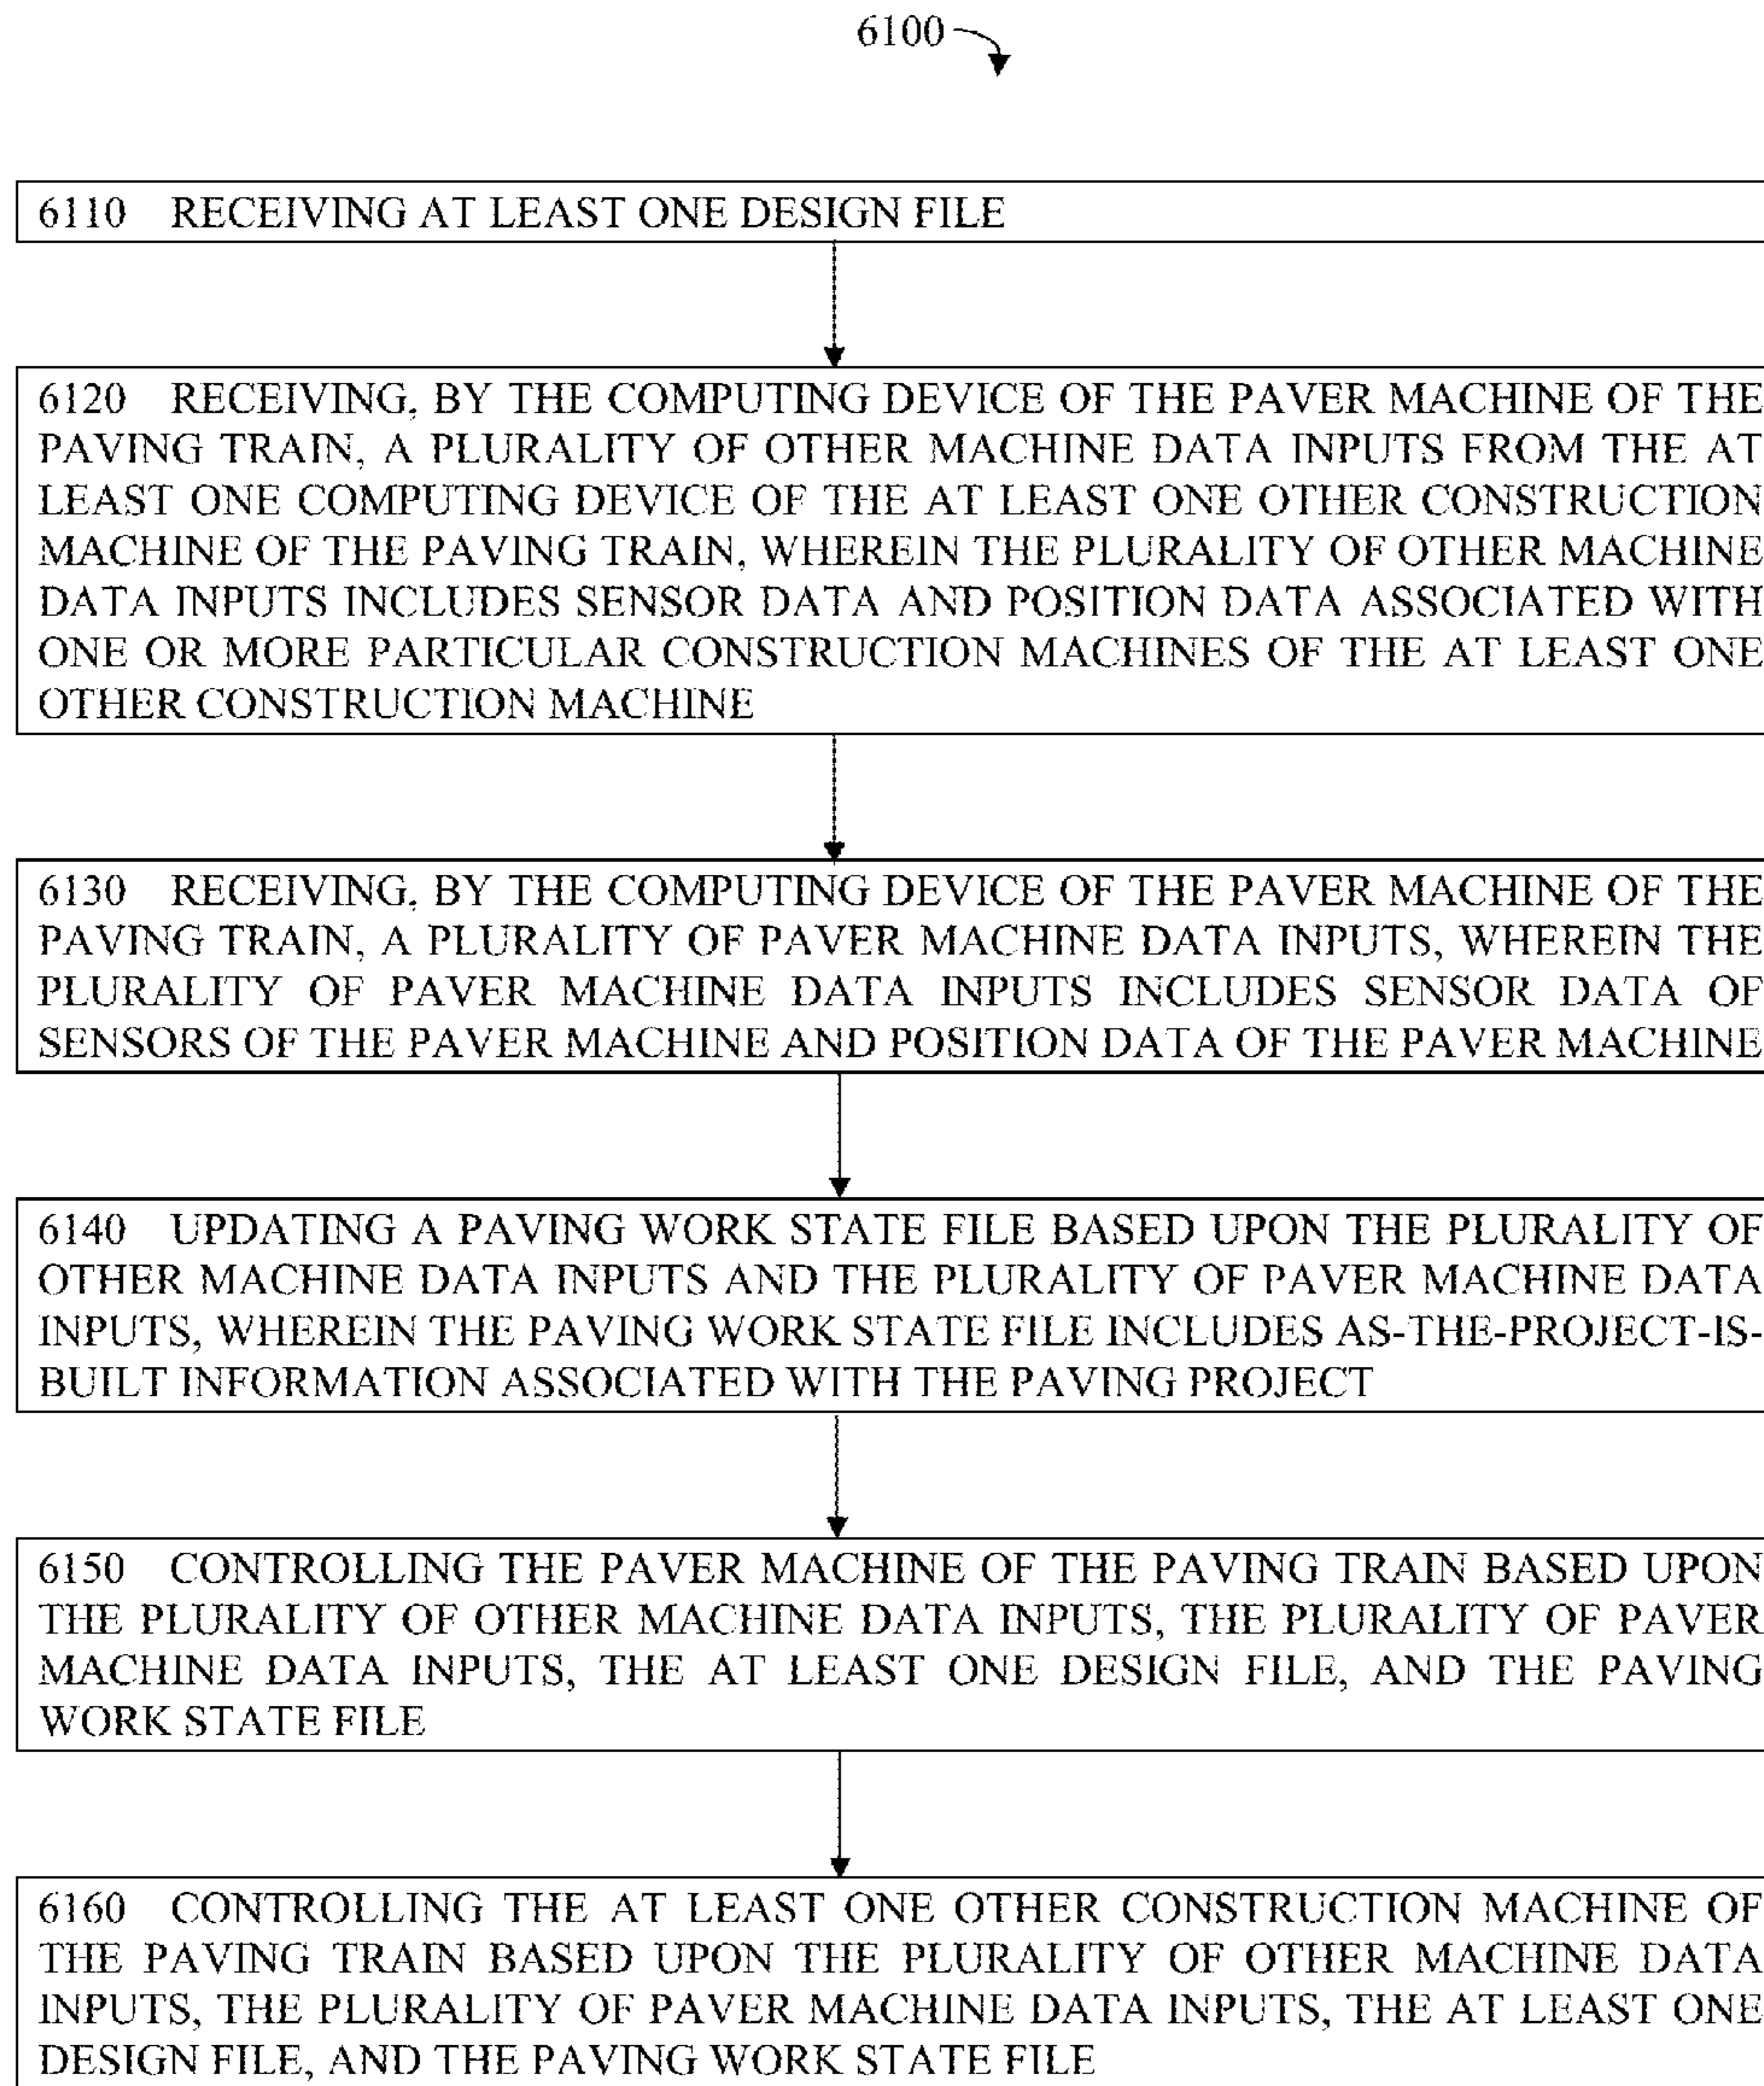 6100
6110 RECEIVING AT LEAST ONE DESIGN FILE
6120 RECEIVING, BY THE COMPUTING DEVICE OF THE PAVER MACHINE OF THE
PAVING TRAIN, A PLURALITY OF OTHER MACHINE DATA INPUTS FROM THE AT
LEAST ONE COMPUTING DEVICE OF THE AT LEAST ONE OTHER CONSTRUCTION
MACHINE OF THE PAVING TRAIN, WHEREIN THE PLURALITY OF OTHER MACHINE
DATA INPUTS INCLUDES SENSOR DATA AND POSITION DATA ASSOCIATED WITH
ONE OR MORE PARTICULAR CONSTRUCTION MACHINES OF THE AT LEAST ONE
OTHER CONSTRUCTION MACHINE
6130 RECEIVING, BY THE COMPUTING DEVICE OF THE PAVER MACHINE OF THE
PAVING TRAIN, A PLURALITY OF PAVER MACHINE DATA INPUTS, WHEREIN THE
PLURALITY OF PAVER MACHINE DATA INPUTS INCLUDES SENSOR DATA OF
SENSORS OF THE PAVER MACHINE AND POSITION DATA OF THE PAVER MACHINE
6140 UPDATING A PAVING WORK STATE FILE BASED UPON THE PLURALITY OF
OTHER MACHINE DATA INPUTS AND THE PLURALITY OF PAVER MACHINE DATA
INPUTS, WHEREIN THE PAVING WORK STATE FILE INCLUDES AS-THE-PROJECT-IS-
BUILT INFORMATION ASSOCIATED WITH THE PAVING PROJECT
6150 CONTROLLING THE PAVER MACHINE OF THE PAVING TRAIN BASED UPON
THE PLURALITY OF OTHER MACHINE DATA INPUTS, THE PLURALITY OF PAVER
MACHINE DATA INPUTS, THE AT LEAST ONE DESIGN FILE, AND THE PAVING
WORK STATE FILE
6160 CONTROLLING THE AT LEAST ONE OTHER CONSTRUCTION MACHINE OF
THE PAVING TRAIN BASED UPON THE PLURALITY OF OTHER MACHINE DATA
INPUTS, THE PLURALITY OF PAVER MACHINE DATA INPUTS, THE AT LEAST ONE
DESIGN FILE, AND THE PAVING WORK STATE FILE